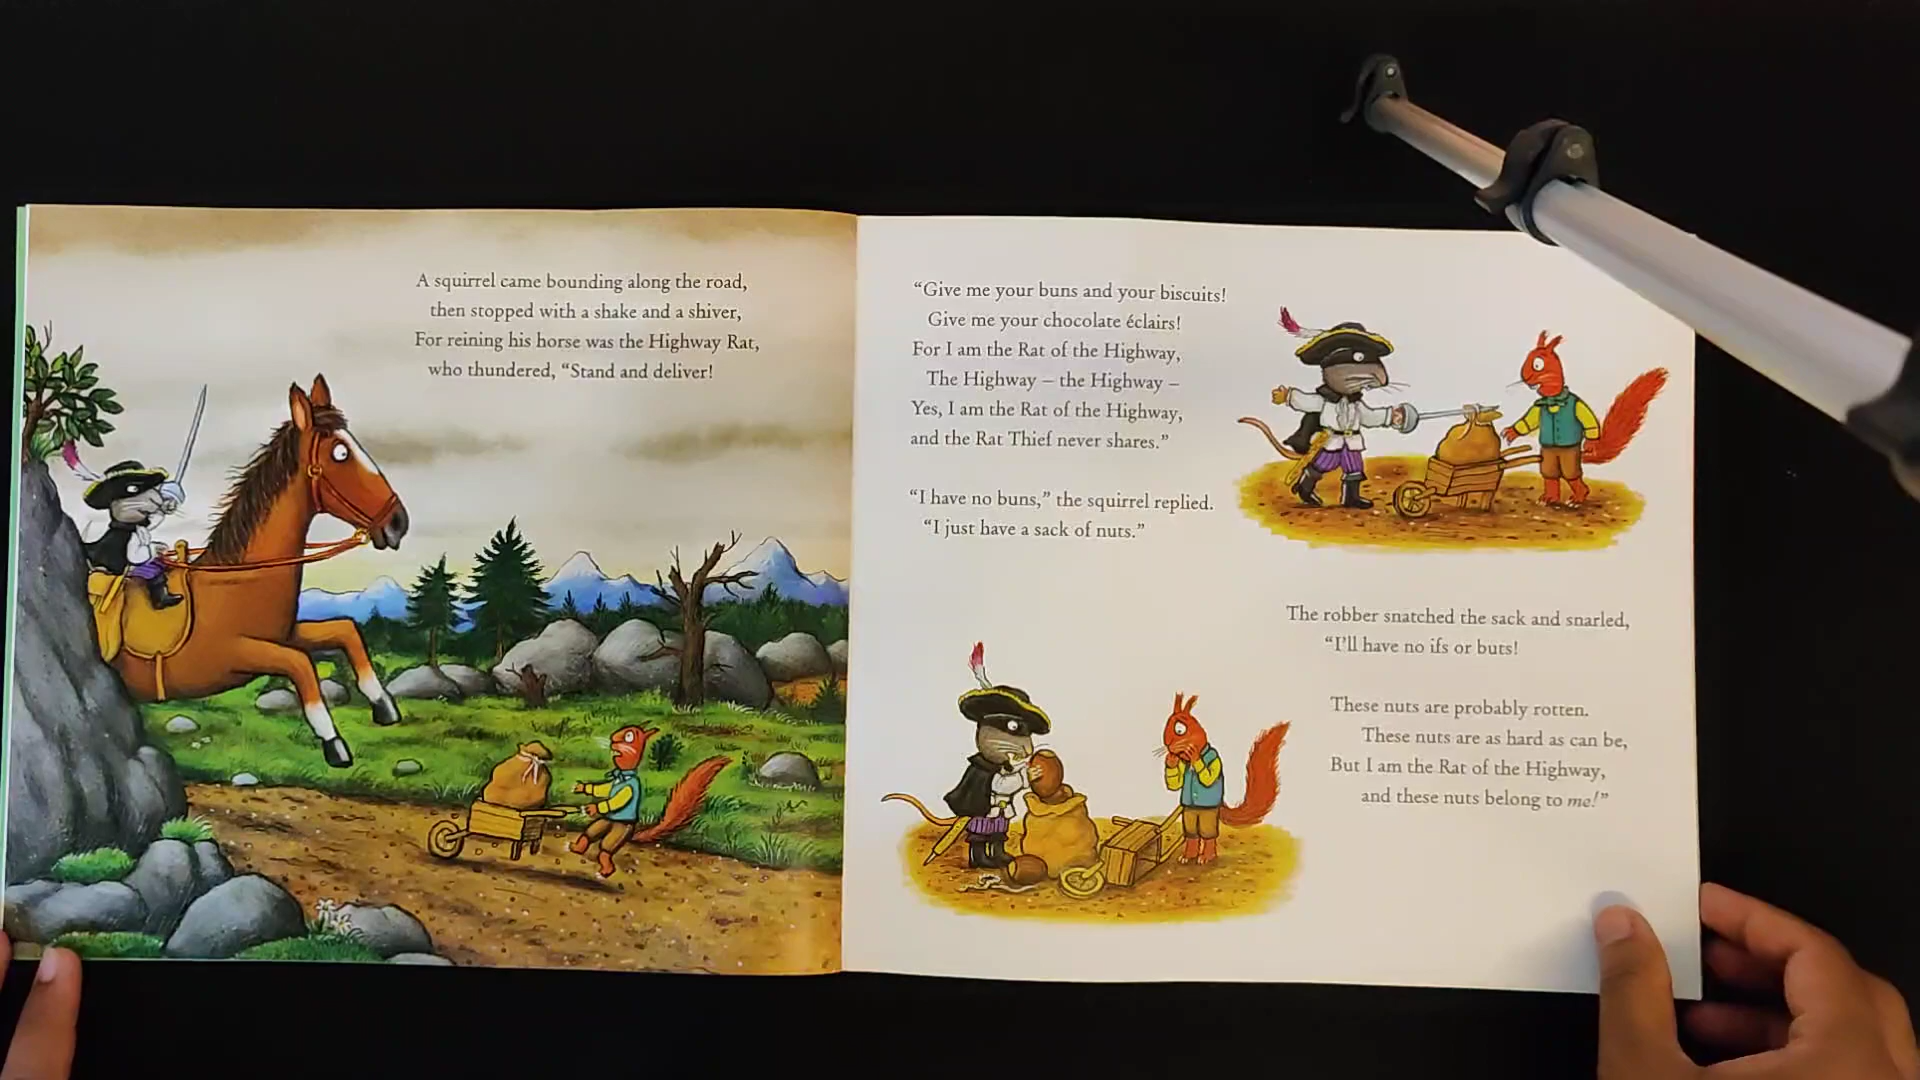 A squirrel came bounding along the road,
then stopped with a shake and a shiver,
For reining his horse was the Highway Rat,
who thundered, “Stand and deliver!
“Give me your buns and your biscuits!
Give me your chocolate éclairs!
For I am the Rat of the Highway,
The Highway – the Highway –
Yes, I am the Rat of the Highway,
and the Rat Thief never shares.”
“I have no buns,” the squirrel replied.
“I just have a sack of nuts.”
The robber snatched the sack and snarled,
“I’ll have no ifs or buts!
These nuts are probably rotten.
These nuts are as hard as can be,
But I am the Rat of the Highway,
and these nuts belong to me!”